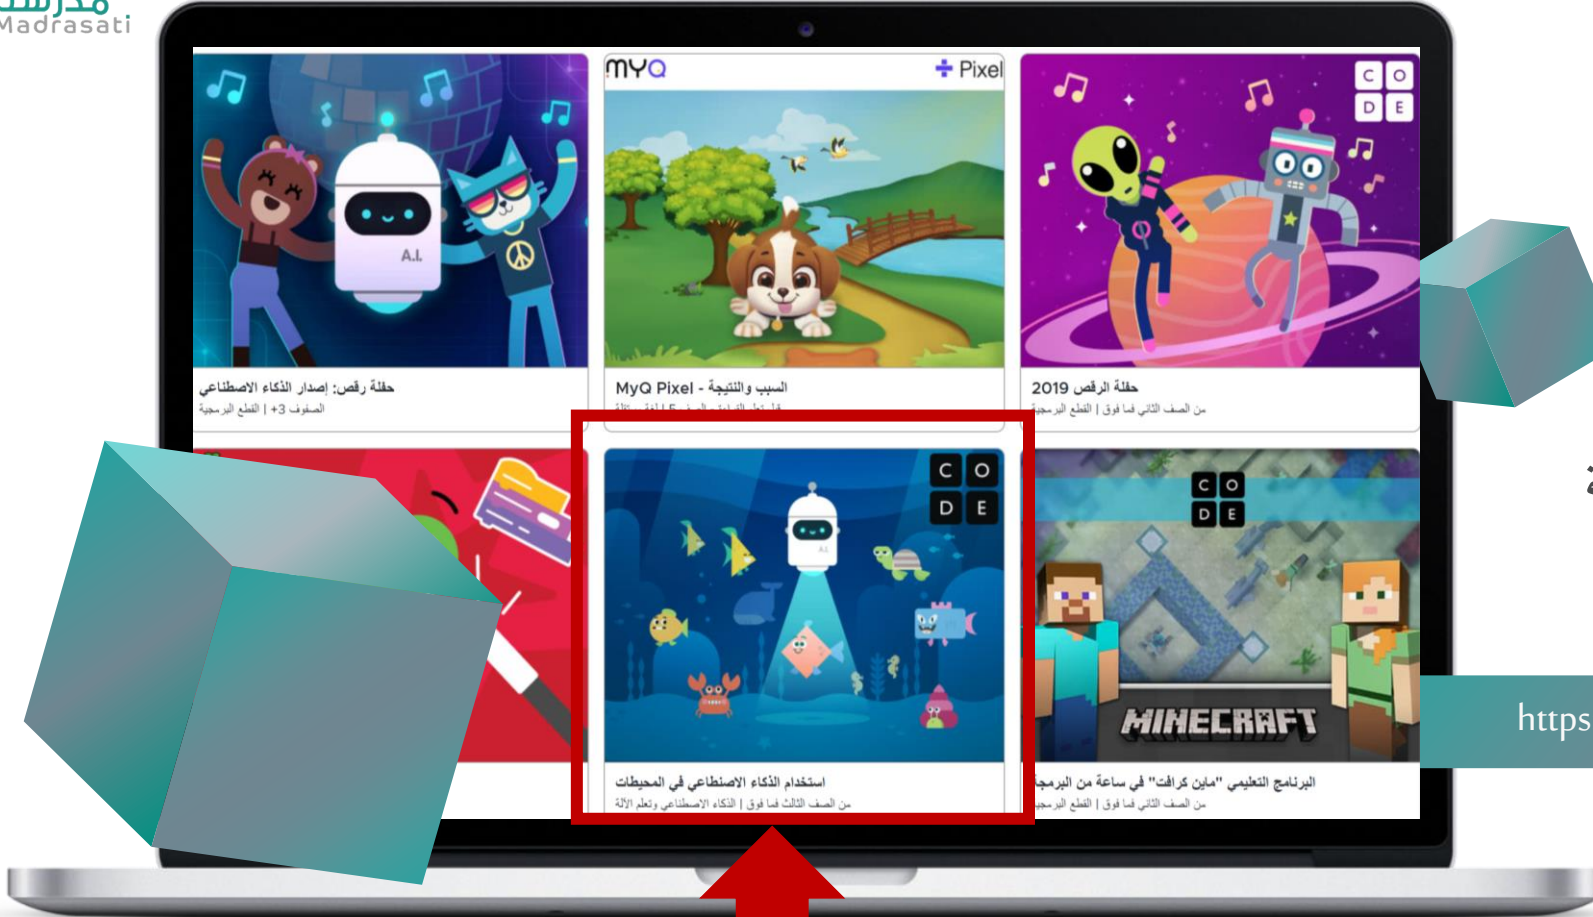 Madrasati
MYQ
Pixel
C O
D E
A.I.
حفلة رقص: إصدار الذكاء الاصطناعي
الصفوف 3+ | القطع البرمجية
السبب والنتيجة - MyQ Pixel
حفلة الرقص 2019
من الصف الثاني فما فوق | القطع البرمجية
C O
D E
A.I.
C O
D E
MINECRAFT
استخدام الذكاء الاصنطاعي في المحيطات
من الصف الثالث فما فوق | الذكاء الاصطناعي وتعلم الآلة
البرنامج التعليمي "ماين كرافت" في ساعة من البرمجة
من الصف الثاني فما فوق | القطع البرمجية
https